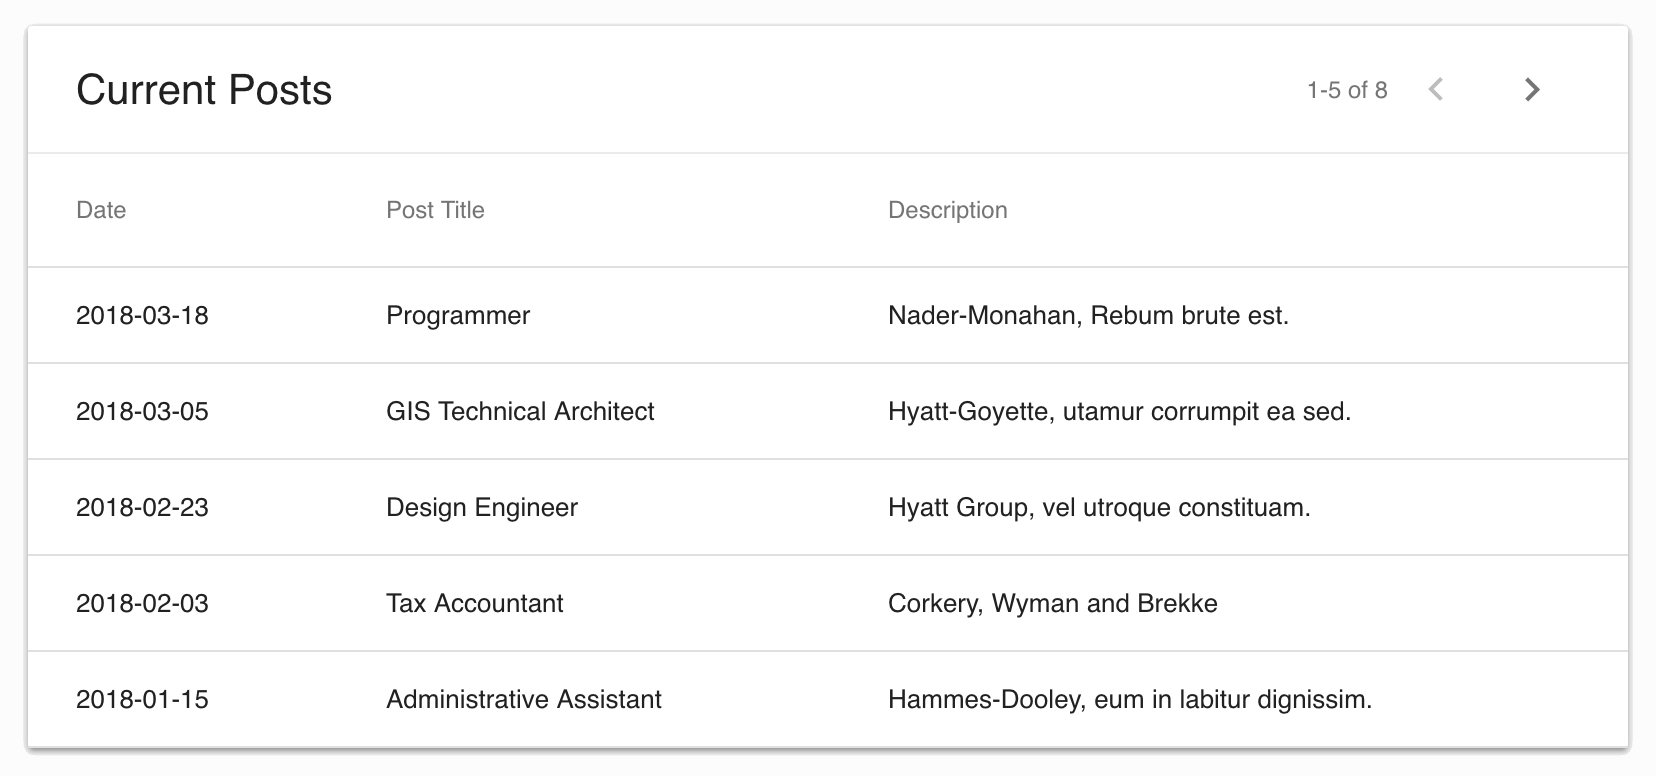 Current Posts
1-5 of 8
Date Post Title Description
2018-03-18 Programmer Nader-Monahan, Rebum brute est.
2018-03-05 GIS Technical Architect Hyatt-Goyette, utamur corrumpit ea sed.
2018-02-23 Design Engineer Hyatt Group, vel utroque constituam.
2018-02-03 Tax Accountant Corkery, Wyman and Brekke
2018-01-15 Administrative Assistant Hammes-Dooley, eum in labitur dignissim.